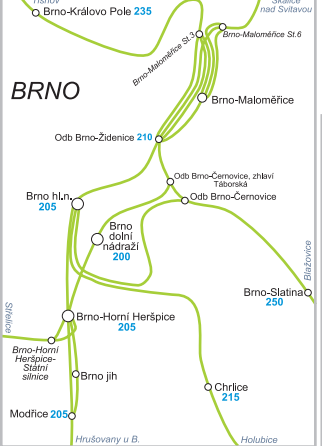 Tišnov
Skalice
nad Svitavou
Brno-Královo Pole 235
Brno-Maloměřice St.6
Brno-Maloměřice St.3
BRNO
Brno-Maloměřice
Odb Brno-Židenice 210
Odb Brno-Černovice, zhlaví
Táborská
Odb Brno-Černovice
Brno hl.n.
205
Brno
dolní
nádraží
200
Blažovice
Brno-Slatina
250
Střelice
Brno-Horní Heršpice
205
Brno-Horní
Heršpice-
Státní
silnice
Brno jih
Chrlice
215
Modřice 205
Hrušovany u B.
Holubice